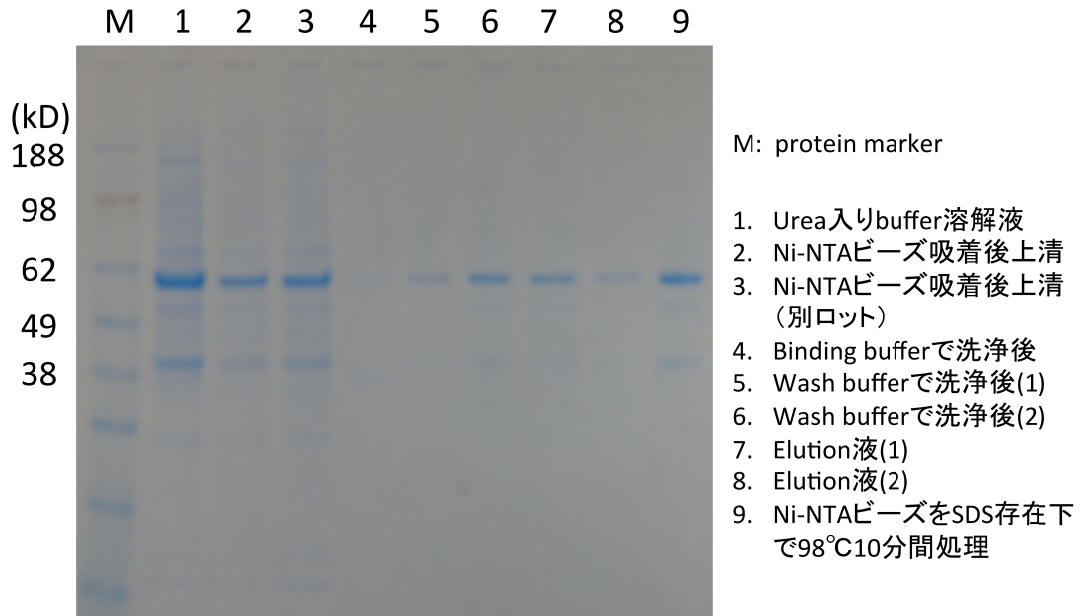 M 1 2 3 4 5 6 7 8 9
(kD)
188
98
62
49
38
M: protein marker
1. Urea入りbuffer溶解液
2. Ni-NTAビーズ吸着後上清
3. Ni-NTAビーズ吸着後上清
（別ロット）
4. Binding bufferで洗浄後
5. Wash bufferで洗浄後(1)
6. Wash bufferで洗浄後(2)
7. Elution液(1)
8. Elution液(2)
9. Ni-NTAビーズをSDS存在下
で98℃10分間処理